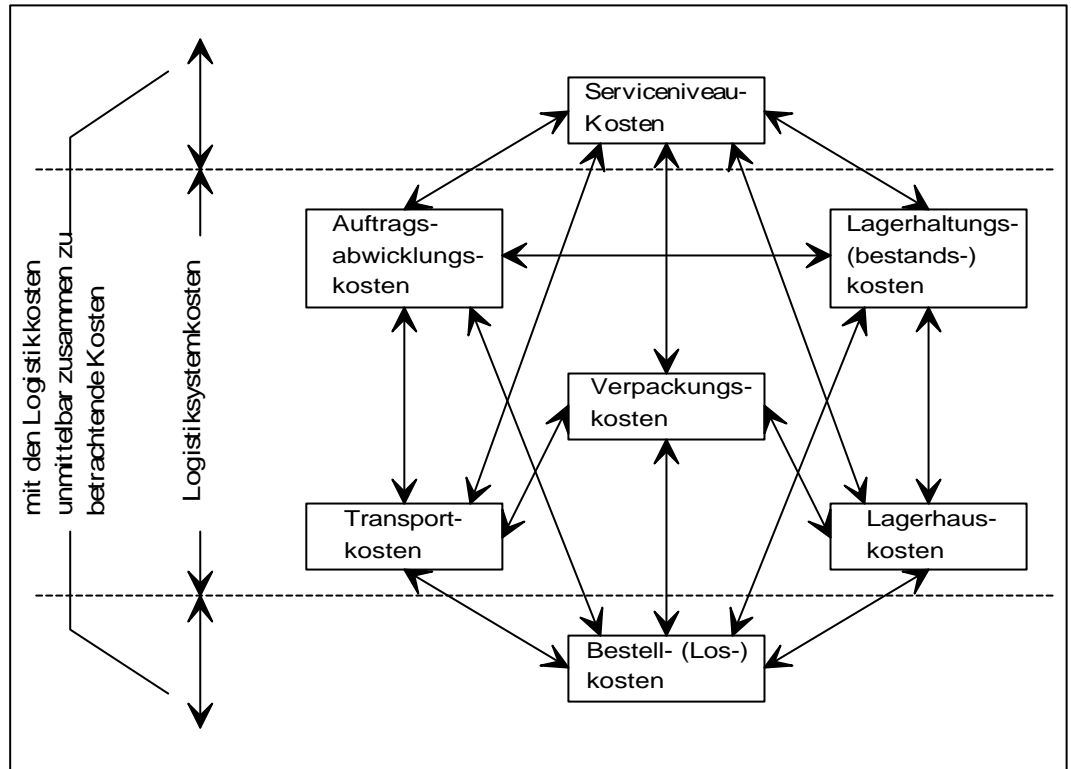 mit den Logistikkosten
unmittelbar zusammen zu
betrachtende Kosten
Logistiksystemkosten
Serviceniveau-
Kosten
Auftrags-
abwicklungs-
kosten
Lagerhaltungs-
(bestands-)
kosten
Verpackungs-
kosten
Transport-
kosten
Lagerhaus-
kosten
Bestell- (Los-)
kosten